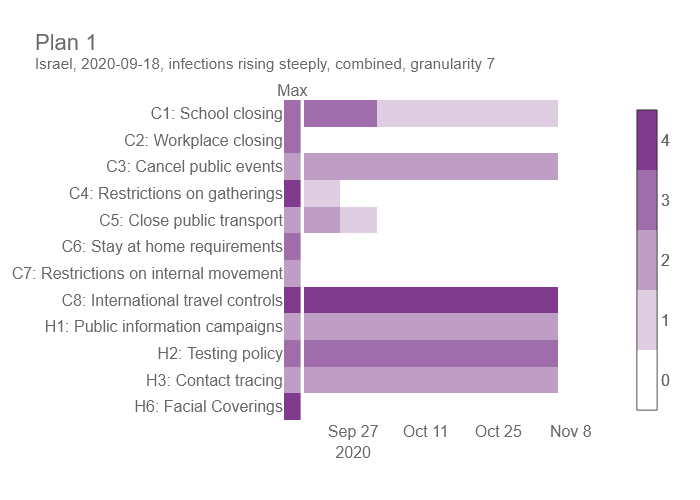 Plan 1
Israel, 2020-09-18, infections rising steeply, combined, granularity 7
Max
C1: School closing
C2: Workplace closing
C3: Cancel public events
C4: Restrictions on gatherings
C5: Close public transport
C6: Stay at home requirements
C7: Restrictions on internal movement
C8: International travel controls
H1: Public information campaigns
H2: Testing policy
H3: Contact tracing
H6: Facial Coverings
Sep 27 Oct 11 Oct 25 Nov 8
2020
4
3
2
1
0